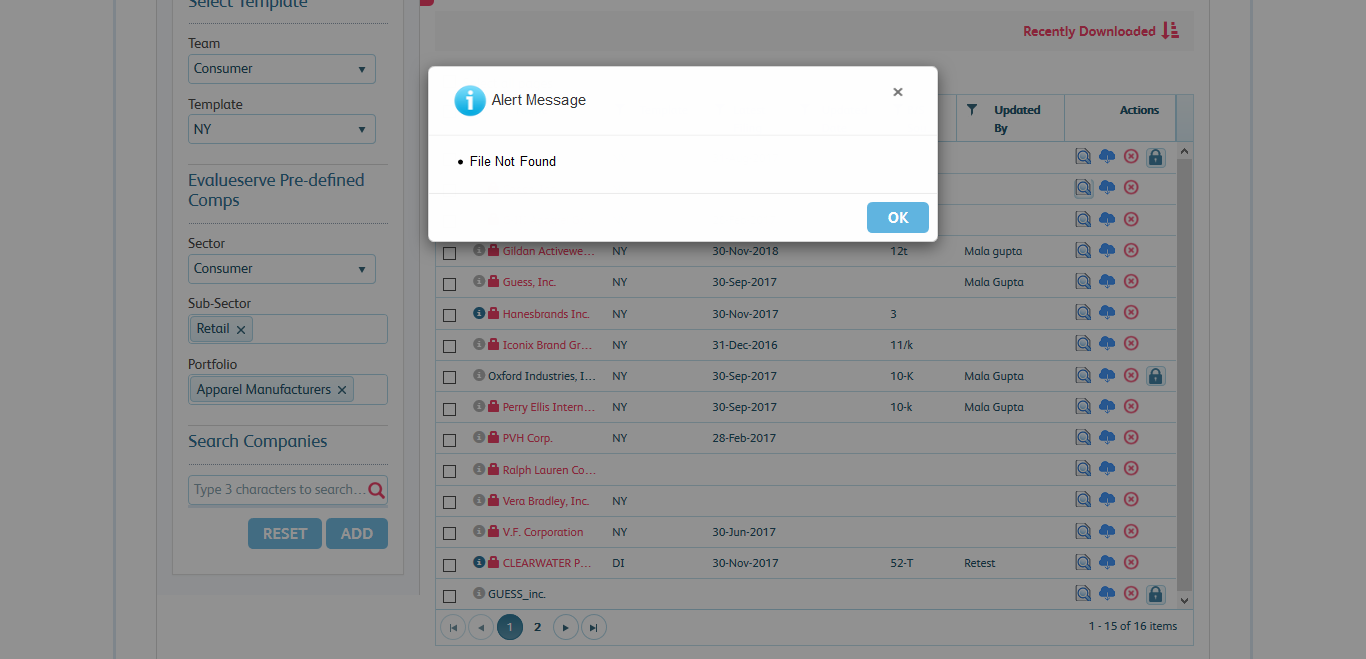 Select Template
Team
Consumer
Template
NY
Evalueserve Pre-defined
Comps
Sector
Consumer
Sub-Sector
Retail ×
Portfolio
Apparel Manufacturers ×
Search Companies
Type 3 characters to search...
RESET ADD
Recently Downloaded
Alert Message ×
• File Not Found
OK
Updated
By
Actions
Gildan Activewe... NY 30-Nov-2018 12t Mala gupta
Guess, Inc. NY 30-Sep-2017 Mala Gupta
Hanesbrands Inc. NY 30-Nov-2017 3
Iconix Brand Gr... NY 31-Dec-2016 11/k
Oxford Industries, I... NY 30-Sep-2017 10-K Mala Gupta
Perry Ellis Intern... NY 30-Sep-2017 10-k Mala Gupta
PVH Corp. NY 28-Feb-2017
Ralph Lauren Co...
Vera Bradley, Inc. NY
V.F. Corporation NY 30-Jun-2017
CLEARWATER P... DI 30-Nov-2017 52-T Retest
GUESS_inc.
1 2
1 - 15 of 16 items